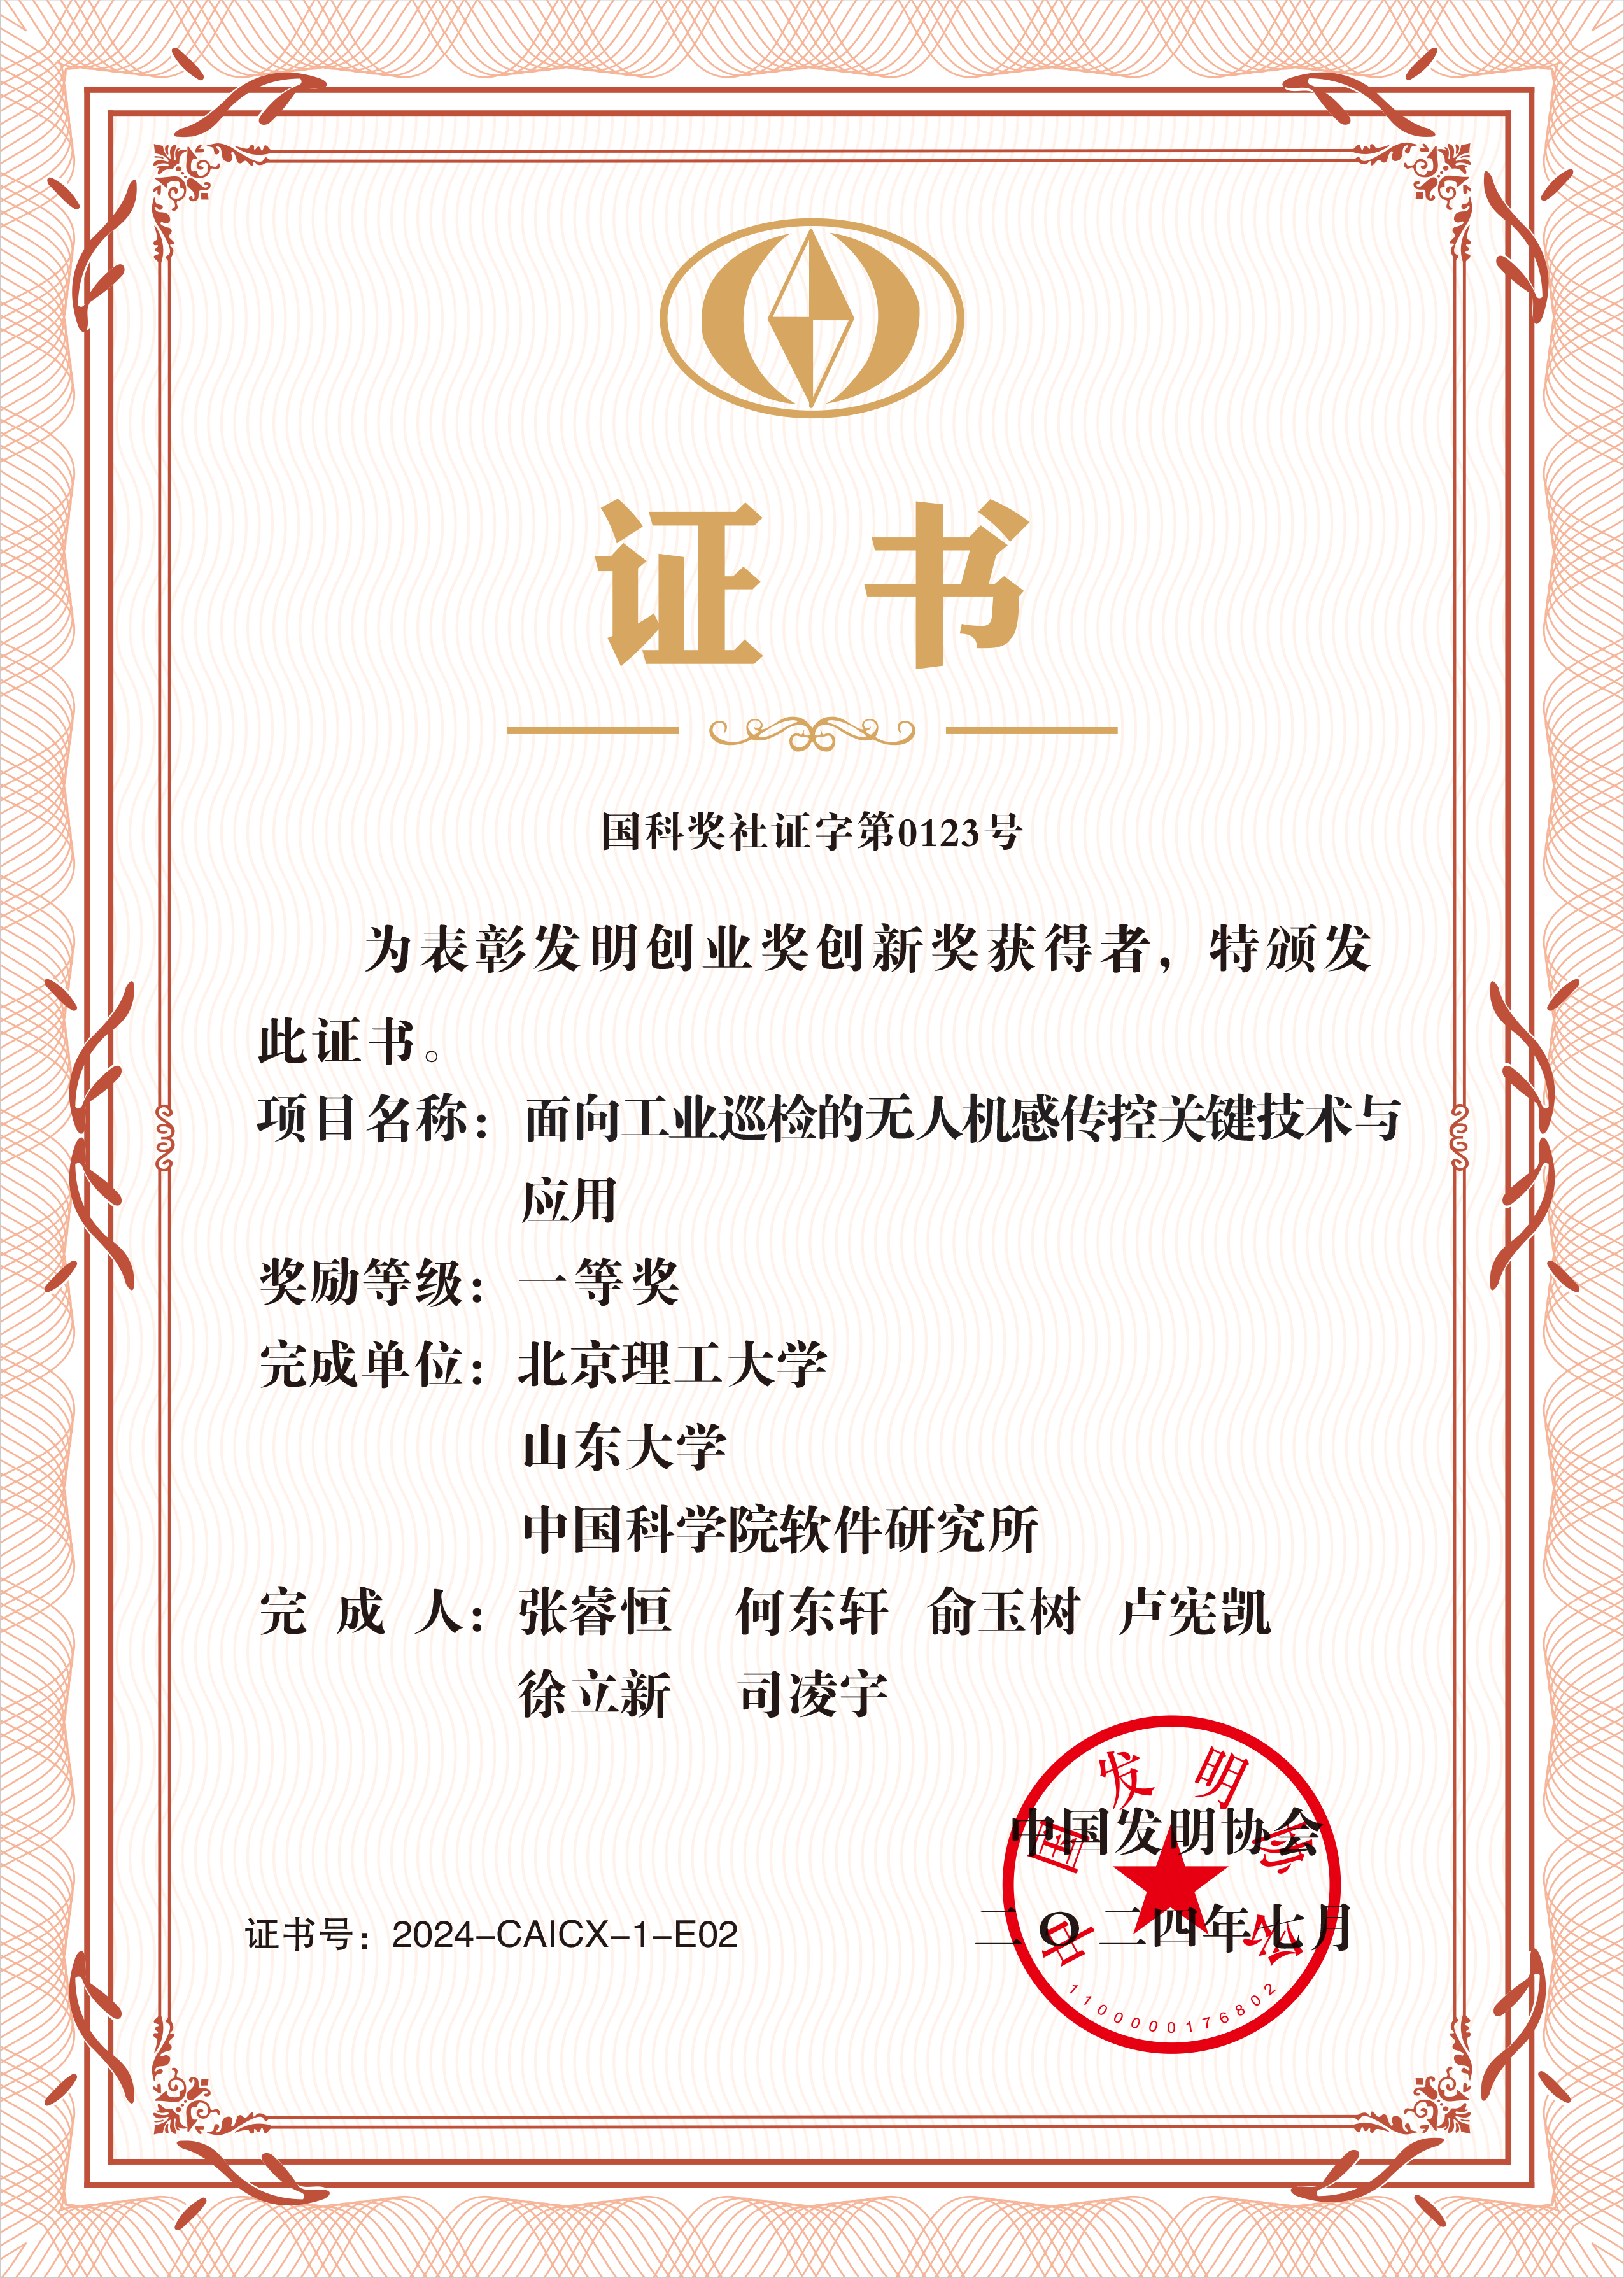 证 书
国科奖社证字第0123号
为表彰发明创业奖创新奖获得者，特颁发
此证书。
项目名称：面向工业巡检的无人机感传控关键技术与
应用
奖励等级：一等奖
完成单位：北京理工大学
山东大学
中国科学院软件研究所
完 成 人：张睿恒 何东轩 俞玉树 卢宪凯
徐立新 司凌宇
中国发明协会
二〇二四年七月
证书号：2024-CAICX-1-E02
中国发明协会
1100000176802